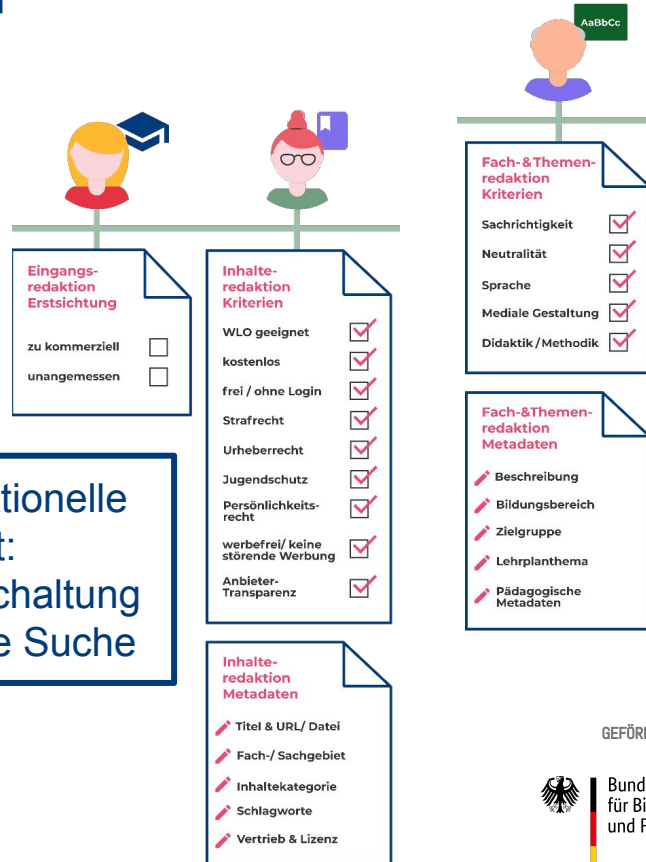 AaBbCc
Eingangs-
redaktion
Erstsichtung
zu kommerziell
unangemessen
Inhalte-
redaktion
Kriterien
WLO geeignet
kostenlos
frei / ohne Login
Strafrecht
Urheberrecht
Jugendschutz
Persönlichkeits-
recht
werbefrei/ keine
störende Werbung
Anbieter-
Transparenz
Inhalte-
redaktion
Metadaten
Titel & URL/ Datei
Fach-/ Sachgebiet
Inhaltekategorie
Schlagworte
Vertrieb & Lizenz
Fach-&Themen-
redaktion
Kriterien
Sachrichtigkeit
Neutralität
Sprache
Mediale Gestaltung
Didaktik/Methodik
Fach-&Themen-
redaktion
Metadaten
Beschreibung
Bildungsbereich
Zielgruppe
Lehrplanthema
Pädagogische
Metadaten
tionelle
t:
chaltung
e Suche
GEFÖR
Bund
für Bi
und F